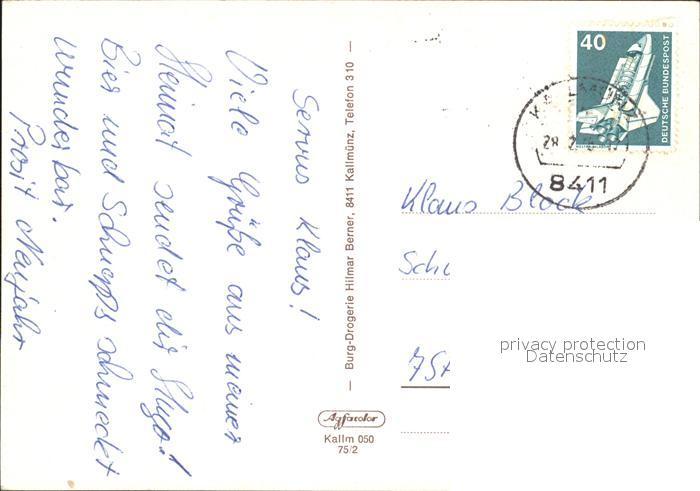 Servus Klaus!
Viele Grüße aus meiner
Heimat sendet dir Hugo!
Bier und Schnaps schmeckt
wunderbar.
Prosit Neujahr
— Burg-Drogerie Hilmar Berner, 8411 Kallmünz, Telefon 310 —
Agfacolor
Kallm 050
75/2
40
DEUTSCHE BUNDESPOST
KALLMÜNZ
8411
Klaus Block
privacy protection
Datenschutz